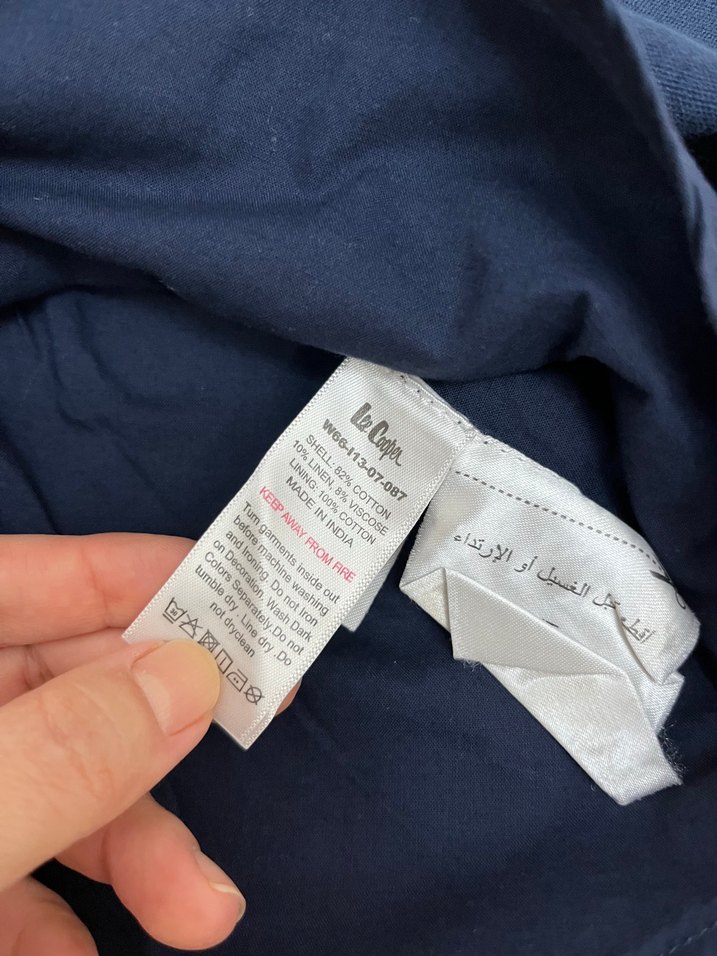 Lee Cooper
W66-I13-07-087
SHELL: 82% COTTON
10% LINEN, 8% VISCOSE
LINING: 100% COTTON
MADE IN INDIA
KEEP AWAY FROM FIRE
Turn garments inside out
before machine washing
and Ironing. Do not Iron
on Decoration. Wash Dark
Colors Separately.Do not
tumble dry. Line dry .Do
not dryclean
أقطع قبل الغسيل أو الإرتداء